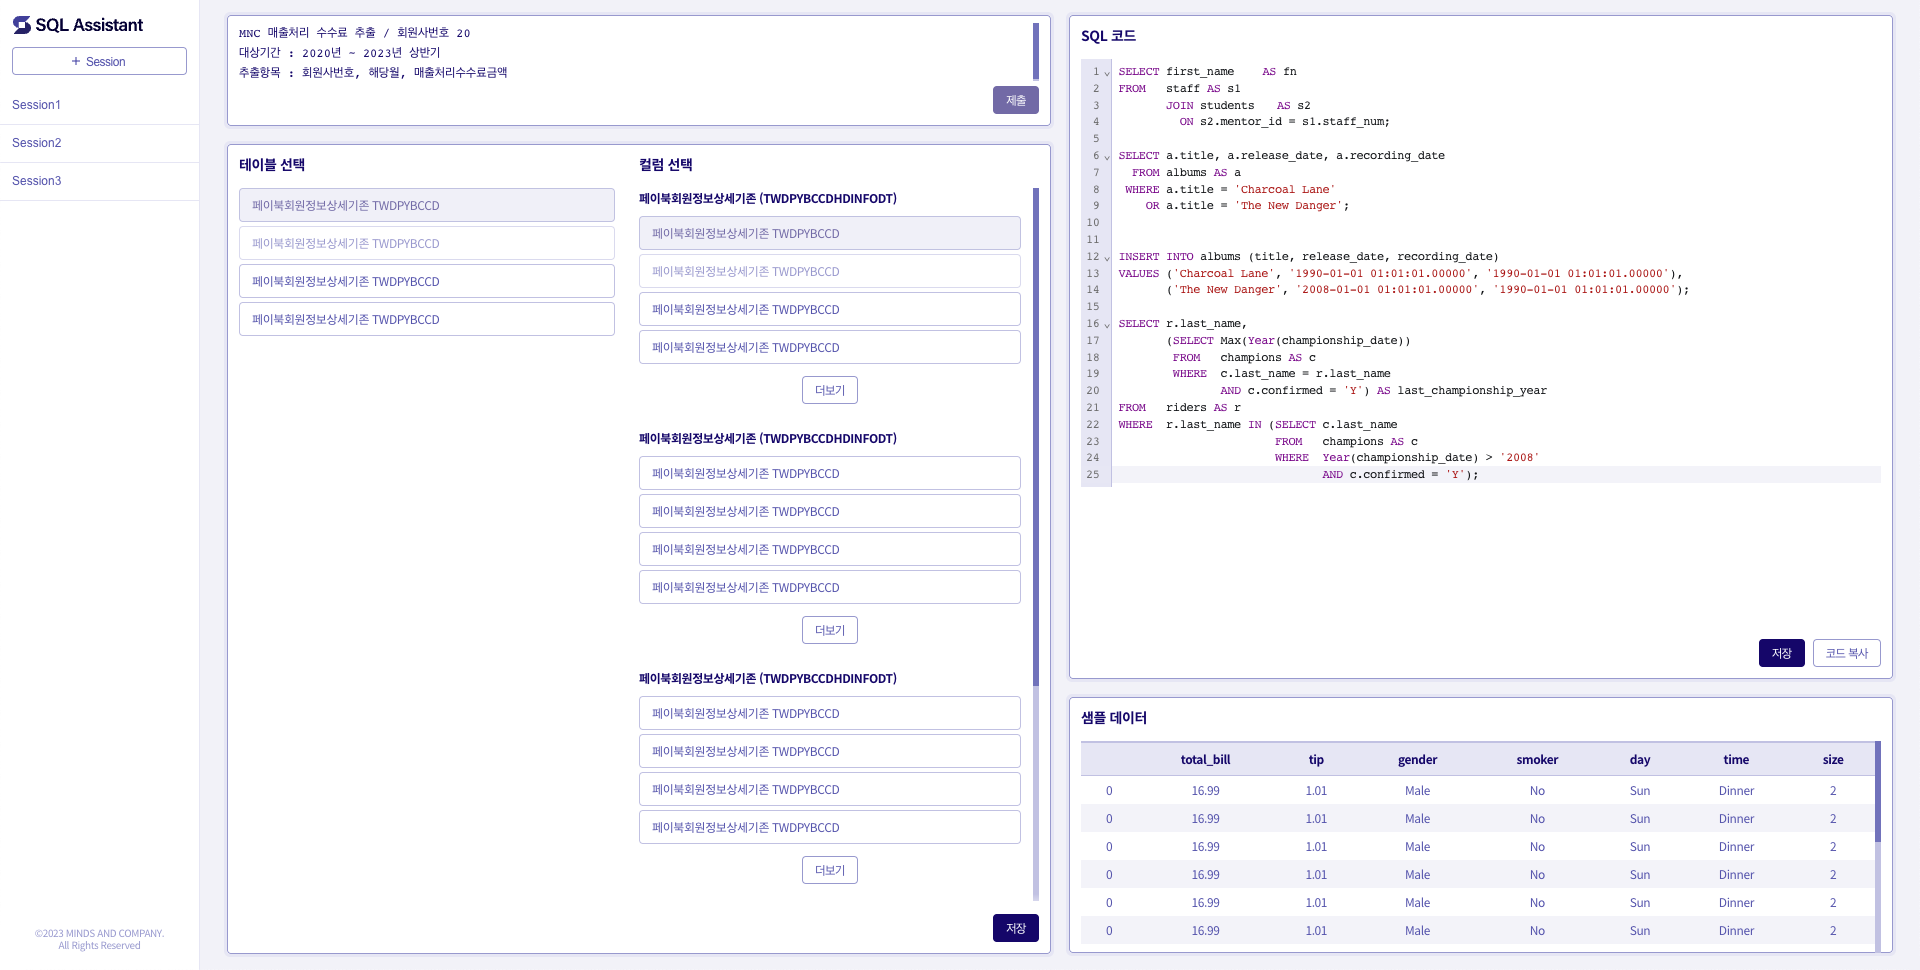 SQL Assistant
+ Session
Session1
Session2
Session3
©2023 MINDS AND COMPANY.
All Rights Reserved
MNC 매출처리 수수료 추출 / 회원사번호 20
대상기간 : 2020년 ~ 2023년 상반기
추출항목 : 회원사번호, 해당월, 매출처리수수료금액
제출
테이블 선택
페이북회원정보상세기존 TWDPYBCCD
페이북회원정보상세기존 TWDPYBCCD
페이북회원정보상세기존 TWDPYBCCD
페이북회원정보상세기존 TWDPYBCCD
컬럼 선택
페이북회원정보상세기존 (TWDPYBCCDHDINFODT)
페이북회원정보상세기존 TWDPYBCCD
페이북회원정보상세기존 TWDPYBCCD
페이북회원정보상세기존 TWDPYBCCD
페이북회원정보상세기존 TWDPYBCCD
더보기
페이북회원정보상세기존 (TWDPYBCCDHDINFODT)
페이북회원정보상세기존 TWDPYBCCD
페이북회원정보상세기존 TWDPYBCCD
페이북회원정보상세기존 TWDPYBCCD
페이북회원정보상세기존 TWDPYBCCD
더보기
페이북회원정보상세기존 (TWDPYBCCDHDINFODT)
페이북회원정보상세기존 TWDPYBCCD
페이북회원정보상세기존 TWDPYBCCD
페이북회원정보상세기존 TWDPYBCCD
페이북회원정보상세기존 TWDPYBCCD
더보기
저장
SQL 코드
1 SELECT first_name    AS fn
2 FROM   staff AS s1
3        JOIN students   AS s2
4          ON s2.mentor_id = s1.staff_num;
5
6 SELECT a.title, a.release_date, a.recording_date
7   FROM albums AS a
8  WHERE a.title = 'Charcoal Lane'
9     OR a.title = 'The New Danger';
10
11
12 INSERT INTO albums (title, release_date, recording_date)
13 VALUES ('Charcoal Lane', '1990-01-01 01:01:01.00000', '1990-01-01 01:01:01.00000'),
14        ('The New Danger', '2008-01-01 01:01:01.00000', '1990-01-01 01:01:01.00000');
15
16 SELECT r.last_name,
17        (SELECT Max(Year(championship_date))
18         FROM   champions AS c
19         WHERE  c.last_name = r.last_name
20                AND c.confirmed = 'Y') AS last_championship_year
21 FROM   riders AS r
22 WHERE  r.last_name IN (SELECT c.last_name
23                        FROM   champions AS c
24                        WHERE  Year(championship_date) > '2008'
25                               AND c.confirmed = 'Y');
저장
코드 복사
샘플 데이터
total_bill tip gender smoker day time size
0 16.99 1.01 Male No Sun Dinner 2
0 16.99 1.01 Male No Sun Dinner 2
0 16.99 1.01 Male No Sun Dinner 2
0 16.99 1.01 Male No Sun Dinner 2
0 16.99 1.01 Male No Sun Dinner 2
0 16.99 1.01 Male No Sun Dinner 2